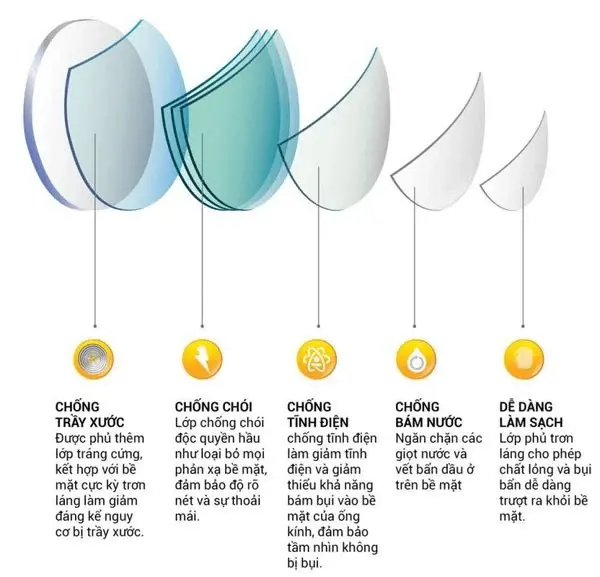 CHỐNG
TRẦY XƯỚC
Được phủ thêm
lớp tráng cứng,
kết hợp với bề
mặt cực kỳ trơn
láng làm giảm
đáng kể nguy
cơ bị trầy xước.
CHỐNG CHÓI
Lớp chống chói
độc quyền hầu
như loại bỏ mọi
phản xạ bề mặt,
đảm bảo độ rõ
nét và sự thoải
mái.
CHỐNG
TĨNH ĐIỆN
chống tĩnh điện
làm giảm tĩnh
điện và giảm
thiểu khả năng
bám bụi vào bề
mặt của ống
kính, đảm bảo
tầm nhìn không
bị bụi.
CHỐNG
BÁM NƯỚC
Ngăn chặn các
giọt nước và
vết bẩn dầu ở
trên bề mặt
DỄ DÀNG
LÀM SẠCH
Lớp phủ trơn
láng cho phép
chất lỏng và bụi
bẩn dễ dàng
trượt ra khỏi bề
mặt.